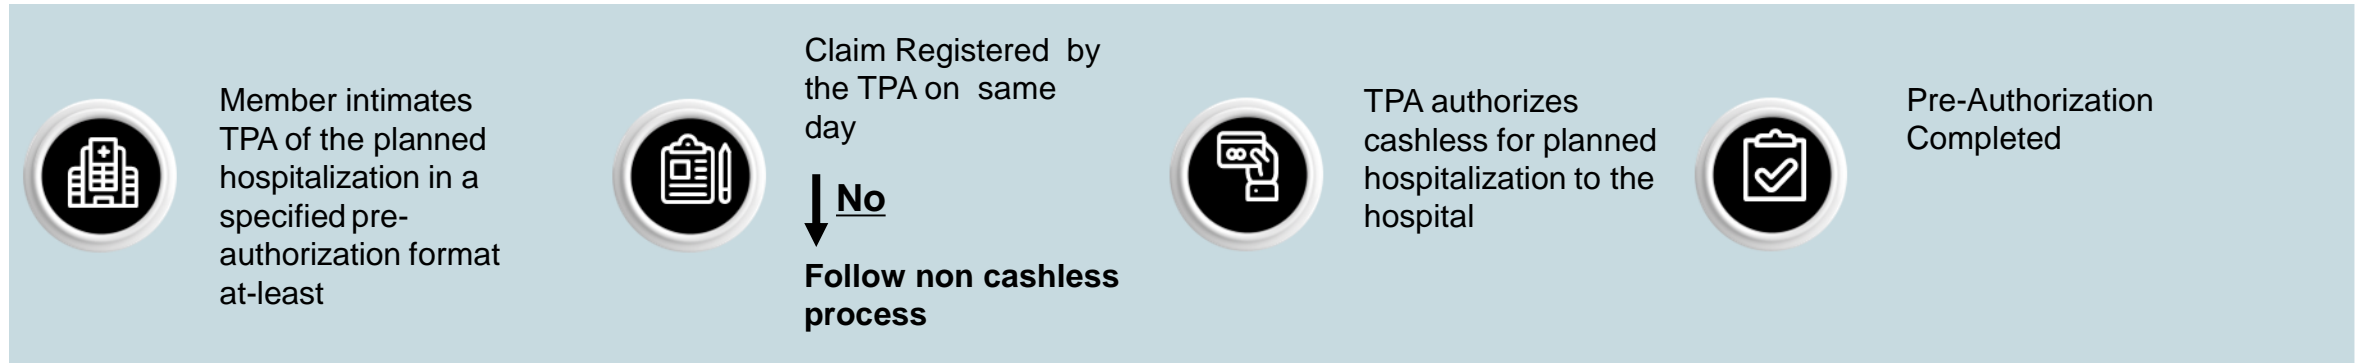 Member intimates
TPA of the planned
hospitalization in a
specified pre-
authorization format
at-least
Claim Registered by
the TPA on same
day
No
Follow non cashless
process
TPA authorizes
cashless for planned
hospitalization to the
hospital
Pre-Authorization
Completed